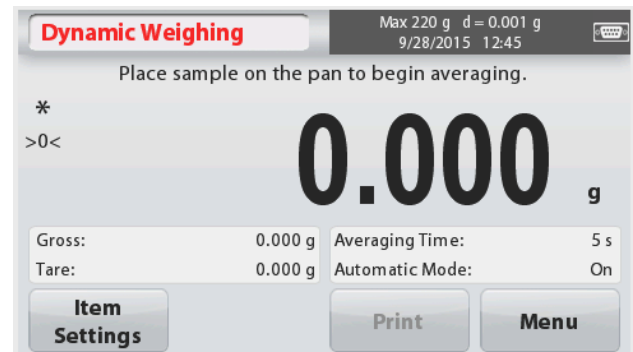 Dynamic Weighing
Max 220 g d = 0.001 g
9/28/2015 12:45
Place sample on the pan to begin averaging.
*
>0<
0.000 g
Gross: 0.000 g Averaging Time: 5 s
Tare: 0.000 g Automatic Mode: On
Item
Settings
Print
Menu